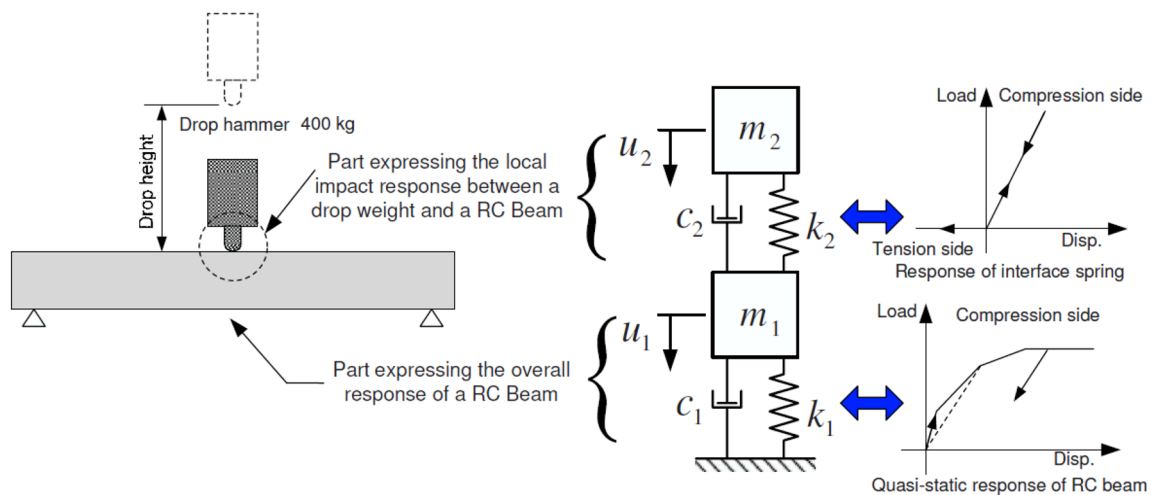 Drop hammer 400 kg
Drop height
Part expressing the local
impact response between a
drop weight and a RC Beam
Part expressing the overall
response of a RC Beam
u₂
m₂
c₂
k₂
u₁
m₁
c₁
k₁
Load
Compression side
Tension side
Disp.
Response of interface spring
Load
Compression side
Disp.
Quasi-static response of RC beam